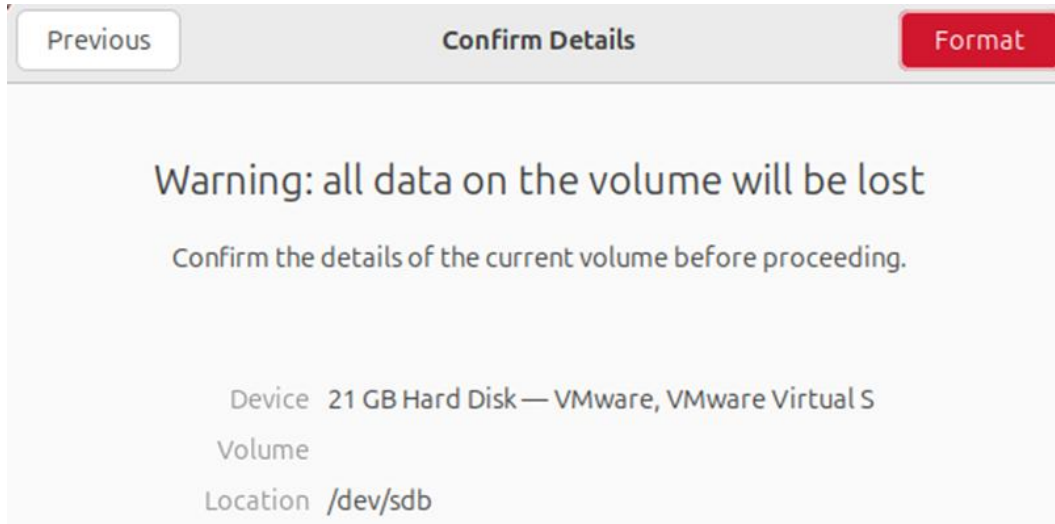 Previous Confirm Details Format
Warning: all data on the volume will be lost
Confirm the details of the current volume before proceeding.
Device 21 GB Hard Disk — VMware, VMware Virtual S
Volume
Location /dev/sdb